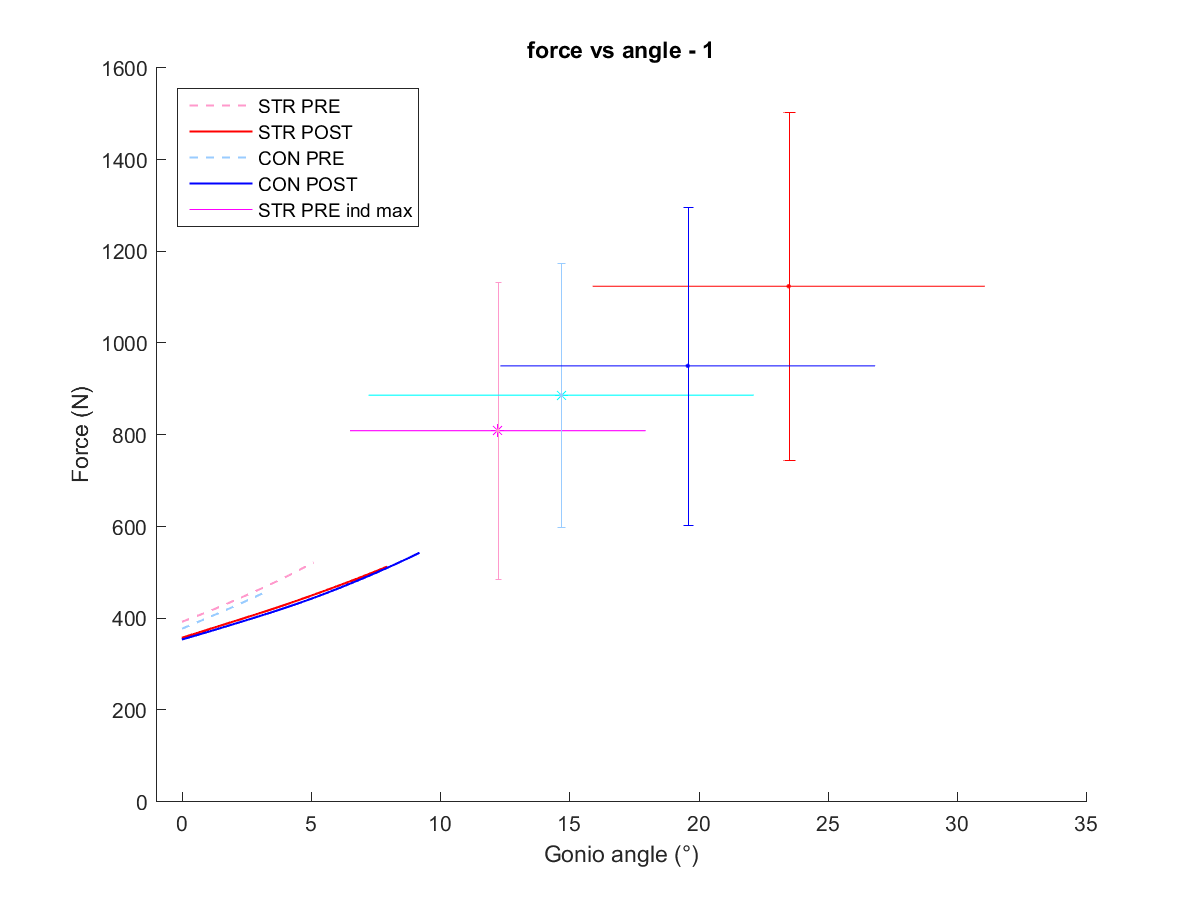 force vs angle - 1
1600
1400
1200
1000
800
600
400
200
0
Force (N)
STR PRE
STR POST
CON PRE
CON POST
STR PRE ind max
0 5 10 15 20 25 30 35
Gonio angle (°)